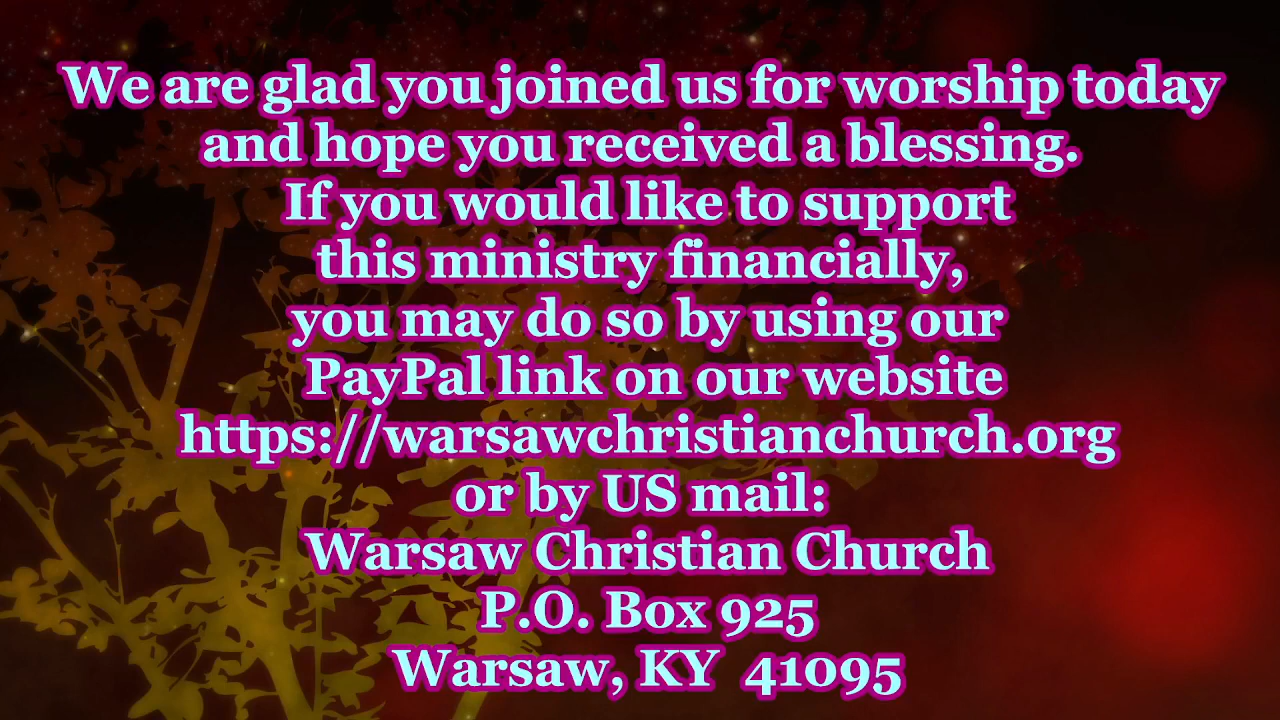 We are glad you joined us for worship today
and hope you received a blessing.
If you would like to support
this ministry financially,
you may do so by using our
PayPal link on our website
https://warsawchristianchurch.org
or by US mail:
Warsaw Christian Church
P.O. Box 925
Warsaw, KY  41095